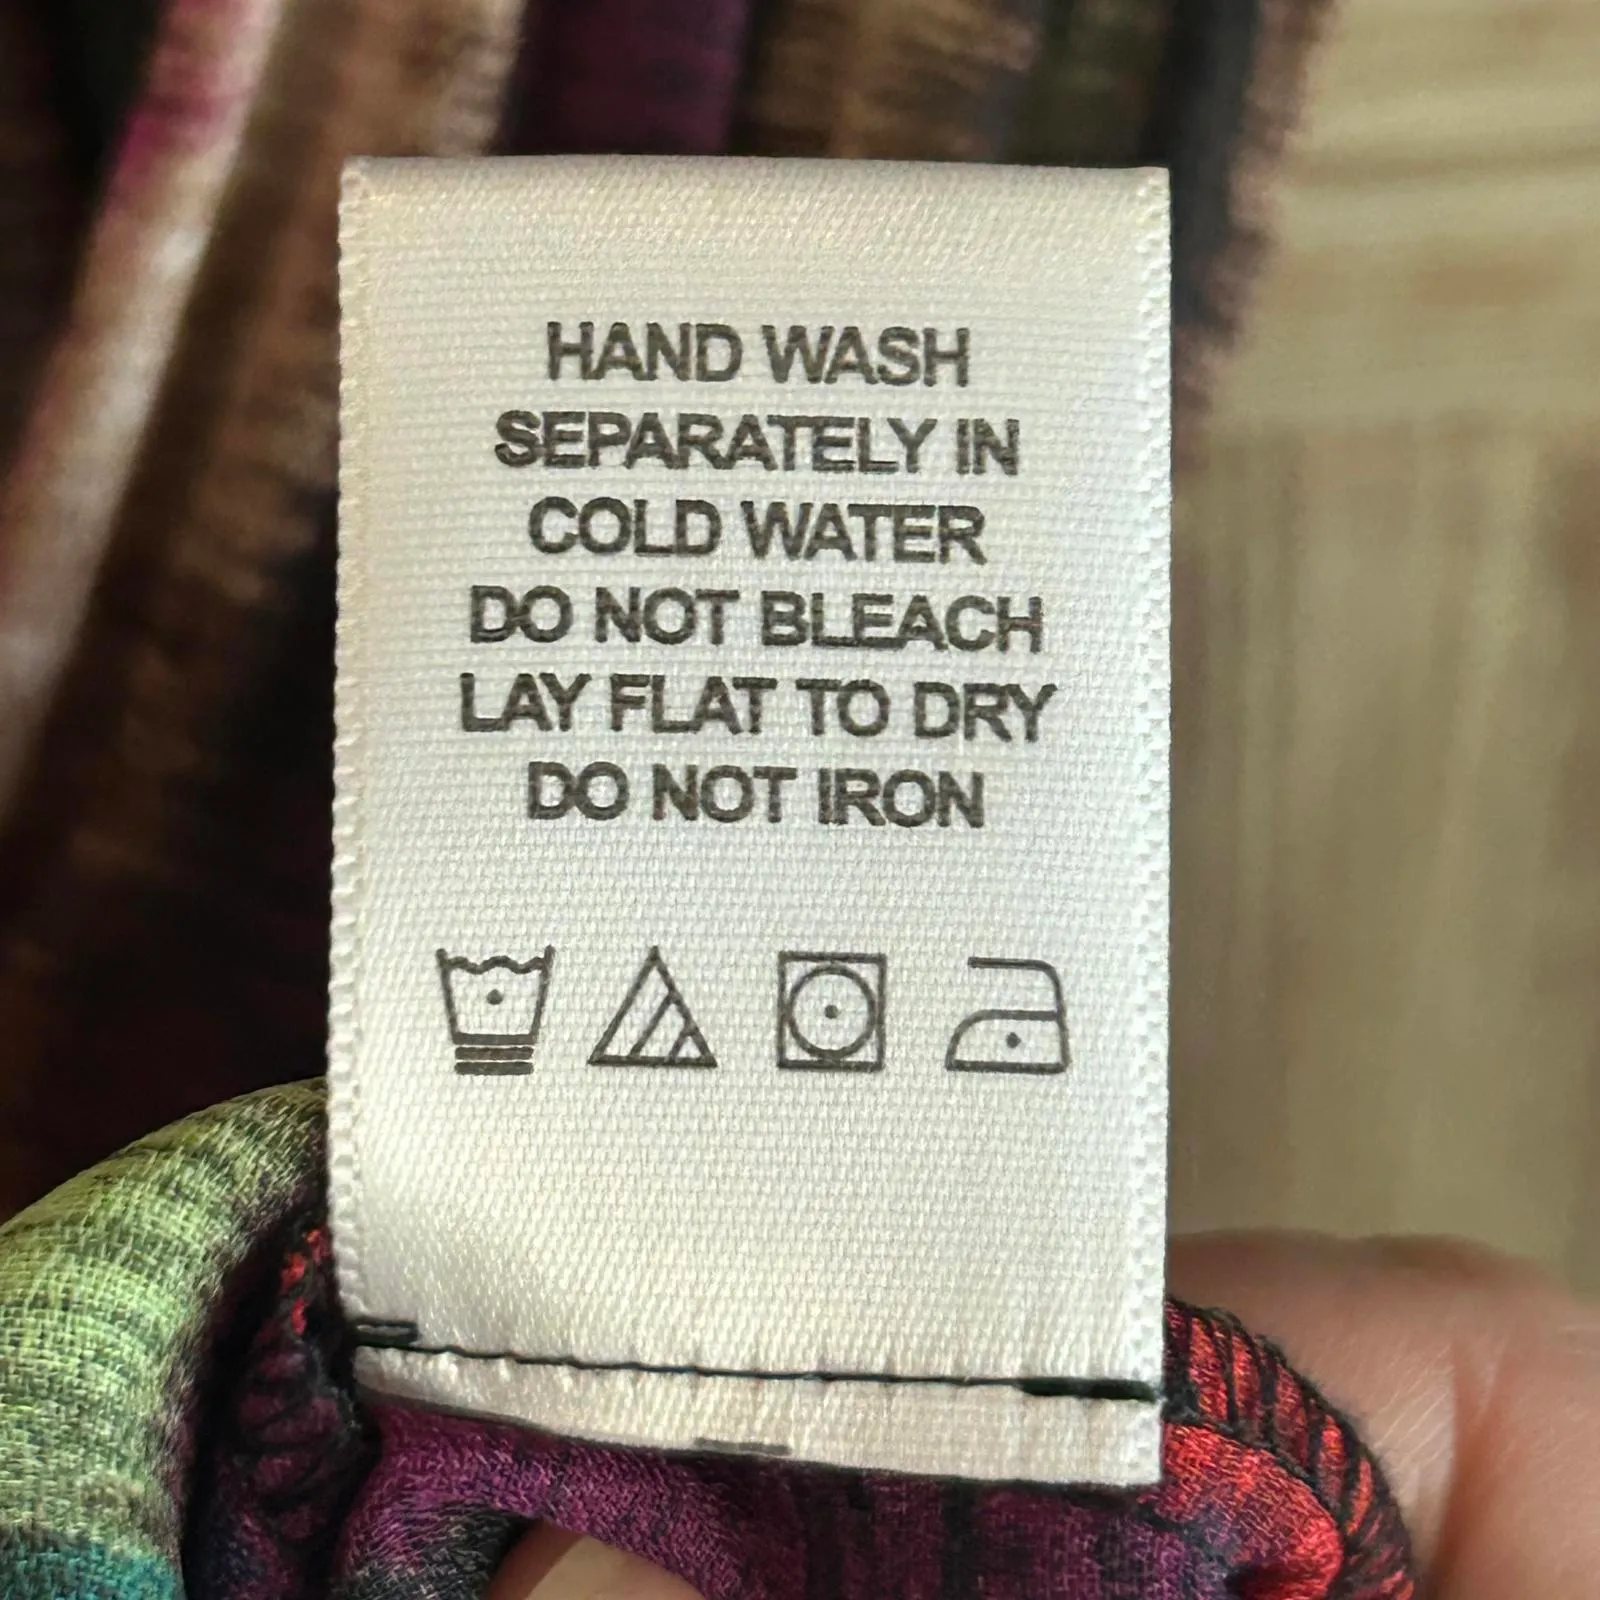 HAND WASH
SEPARATELY IN
COLD WATER
DO NOT BLEACH
LAY FLAT TO DRY
DO NOT IRON